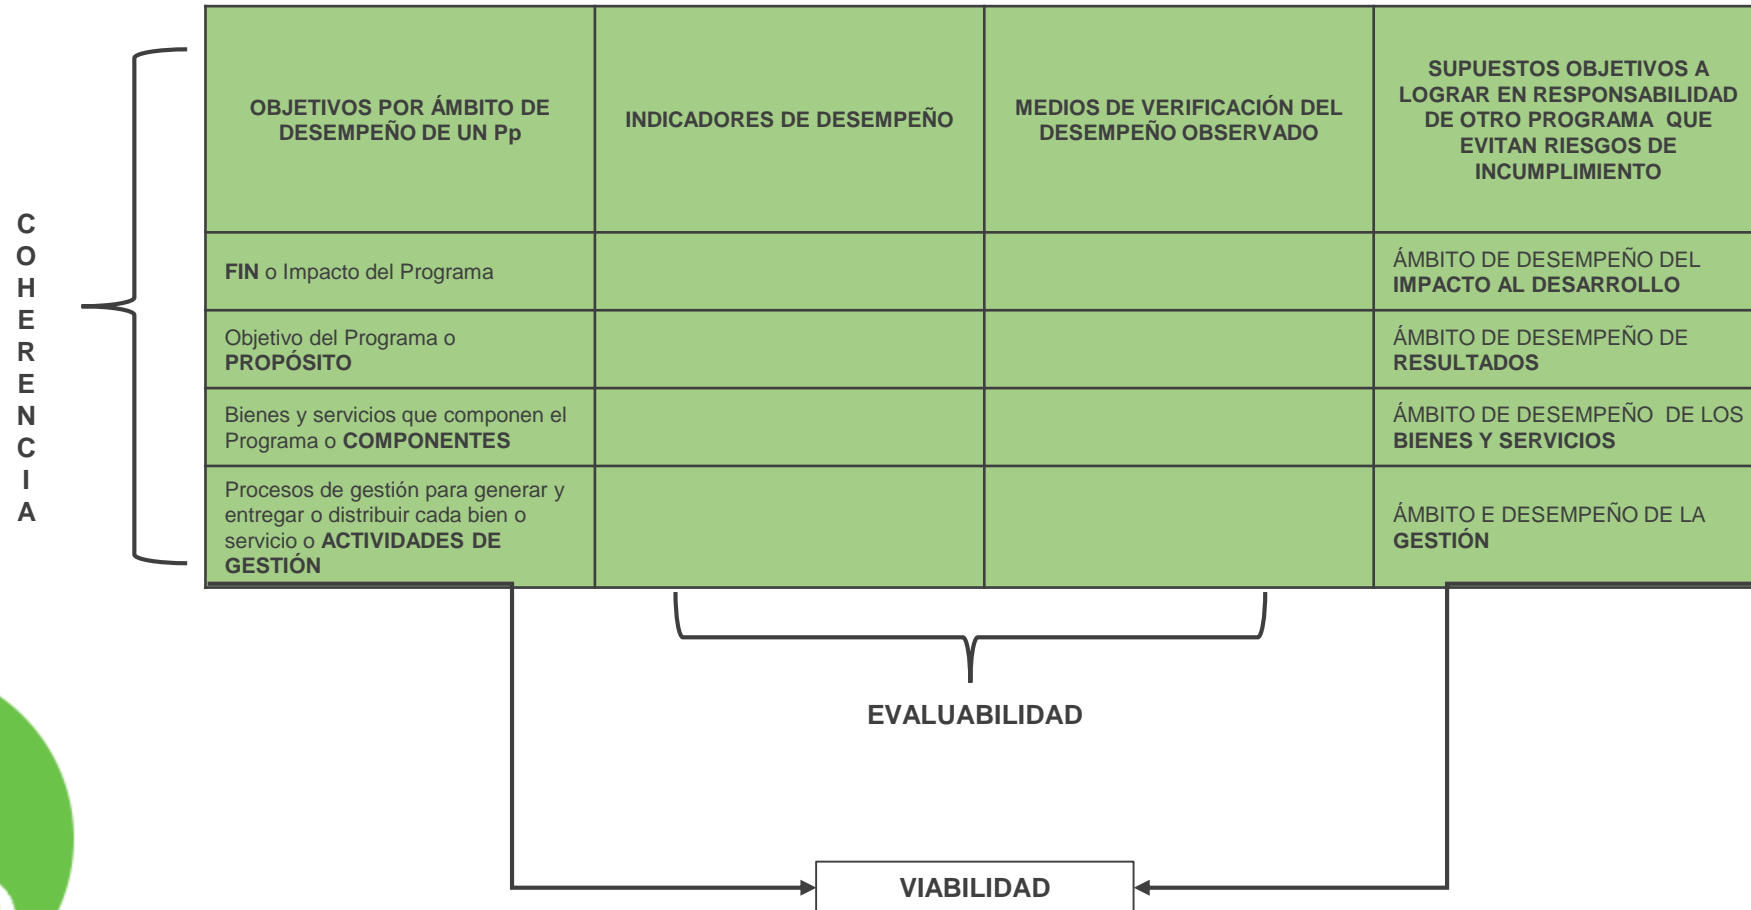 OBJETIVOS POR ÁMBITO DE
DESEMPEÑO DE UN Pp
INDICADORES DE DESEMPEÑO
MEDIOS DE VERIFICACIÓN DEL
DESEMPEÑO OBSERVADO
SUPUESTOS OBJETIVOS A
LOGRAR EN RESPONSABILIDAD
DE OTRO PROGRAMA QUE
EVITAN RIESGOS DE
INCUMPLIMIENTO
C
O
H
E
R
E
N
C
I
A
FIN o Impacto del Programa
ÁMBITO DE DESEMPEÑO DEL
IMPACTO AL DESARROLLO
Objetivo del Programa o
PROPÓSITO
ÁMBITO DE DESEMPEÑO DE
RESULTADOS
Bienes y servicios que componen el
Programa o COMPONENTES
ÁMBITO DE DESEMPEÑO DE LOS
BIENES Y SERVICIOS
Procesos de gestión para generar y
entregar o distribuir cada bien o
servicio o ACTIVIDADES DE
GESTIÓN
ÁMBITO E DESEMPEÑO DE LA
GESTIÓN
EVALUABILIDAD
VIABILIDAD